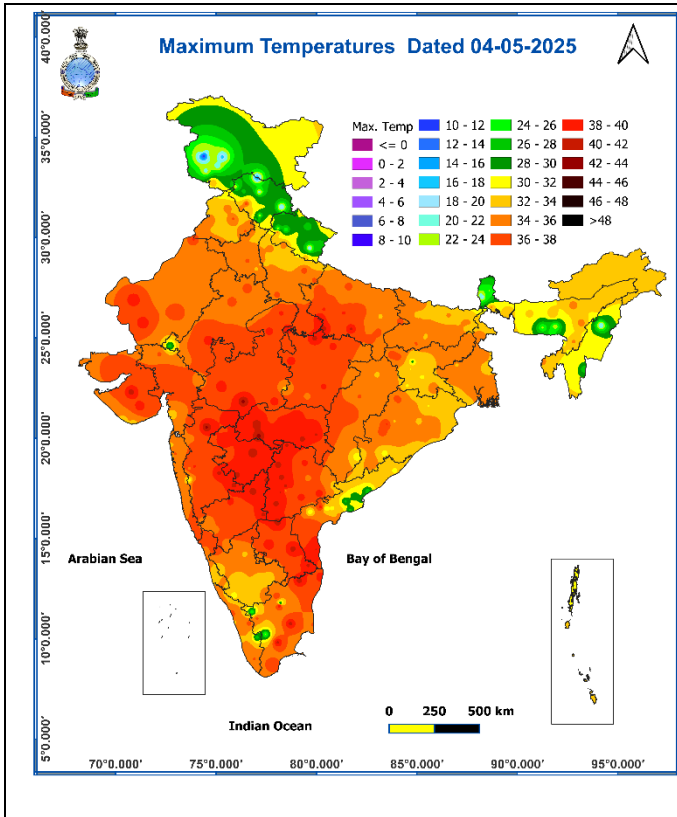 Maximum Temperatures Dated 04-05-2025
Max. Temp
<= 0
0 - 2
2 - 4
4 - 6
6 - 8
8 - 10
10 - 12
12 - 14
14 - 16
16 - 18
18 - 20
20 - 22
22 - 24
24 - 26
26 - 28
28 - 30
30 - 32
32 - 34
34 - 36
36 - 38
38 - 40
40 - 42
42 - 44
44 - 46
46 - 48
>48
40°0.000'
35°0.000'
30°0.000'
25°0.000'
20°0.000'
15°0.000'
10°0.000'
5°0.000'
Arabian Sea
Bay of Bengal
Indian Ocean
0 250 500 km
70°0.000' 75°0.000' 80°0.000' 85°0.000' 90°0.000' 95°0.000'